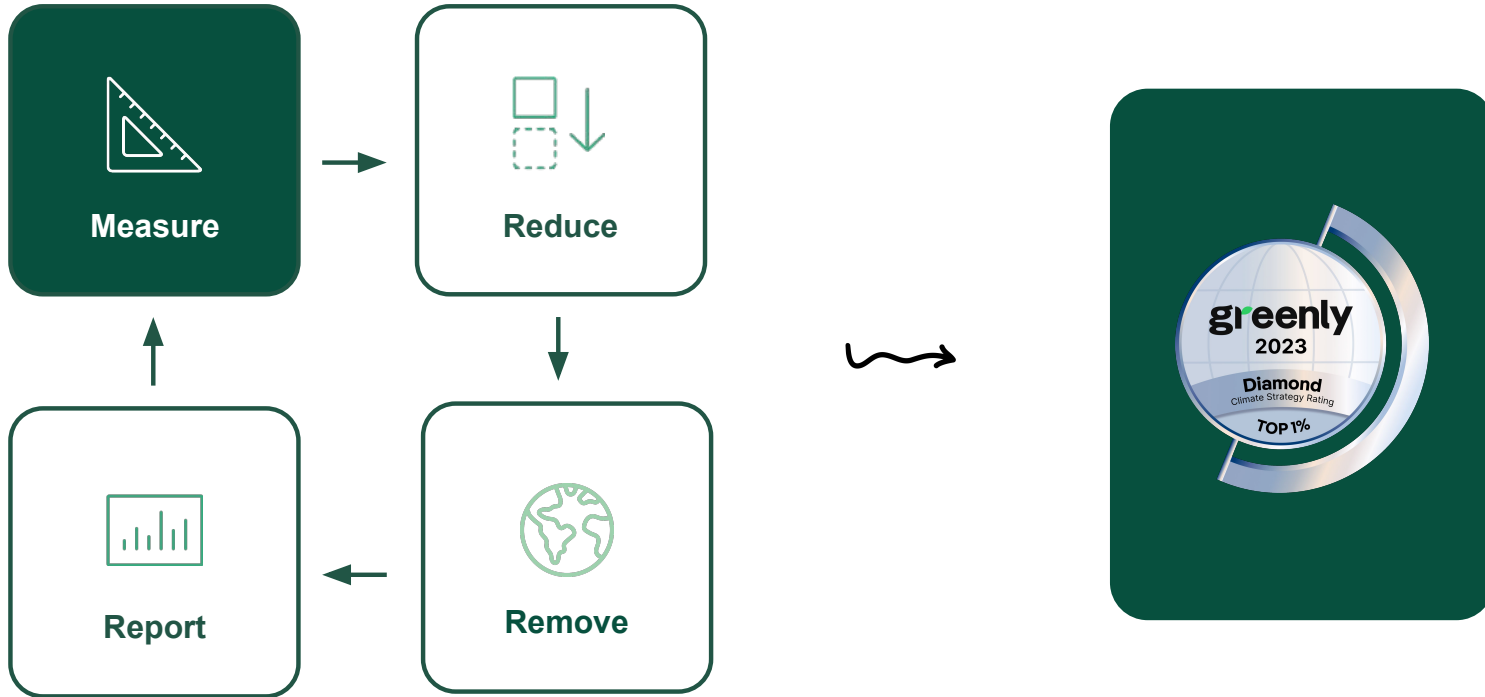 Measure
Reduce
Report
Remove
greenly
2023
Diamond
Climate Strategy Rating
TOP 1%